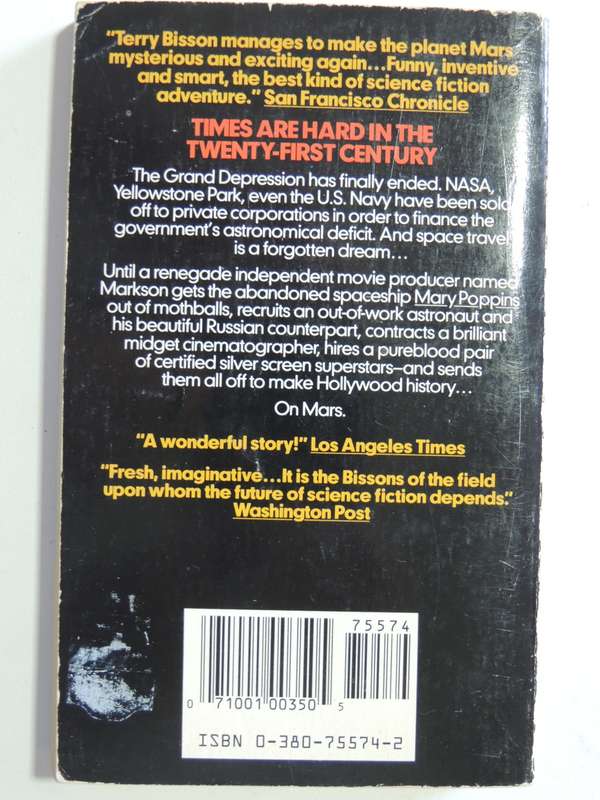 “Terry Bisson manages to make the planet Mars
mysterious and exciting again...Funny, inventive
and smart, the best kind of science fiction
adventure.” San Francisco Chronicle
TIMES ARE HARD IN THE
TWENTY-FIRST CENTURY
The Grand Depression has finally ended. NASA,
Yellowstone Park, even the U.S. Navy have been sold
off to private corporations in order to finance the
government's astronomical deficit. And space travel
is a forgotten dream...
Until a renegade independent movie producer named
Markson gets the abandoned spaceship Mary Poppins
out of mothballs, recruits an out-of-work astronaut and
his beautiful Russian counterpart, contracts a brilliant
midget cinematographer, hires a pureblood pair
of certified silver screen superstars—and sends
them all off to make Hollywood history...
On Mars.
“A wonderful story!” Los Angeles Times
“Fresh, imaginative...It is the Bissons of the field
upon whom the future of science fiction depends.”
Washington Post
75574
0 71001 00350 5
ISBN 0-380-75574-2